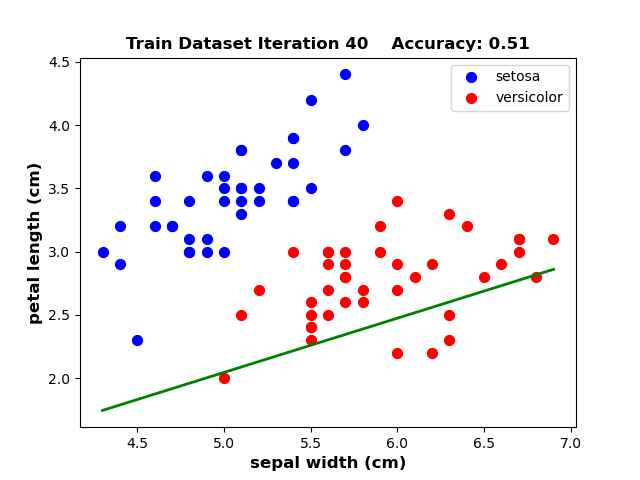 Train Dataset Iteration 40    Accuracy: 0.51
setosa
versicolor
petal length (cm)
4.5
4.0
3.5
3.0
2.5
2.0
4.5 5.0 5.5 6.0 6.5 7.0
sepal width (cm)